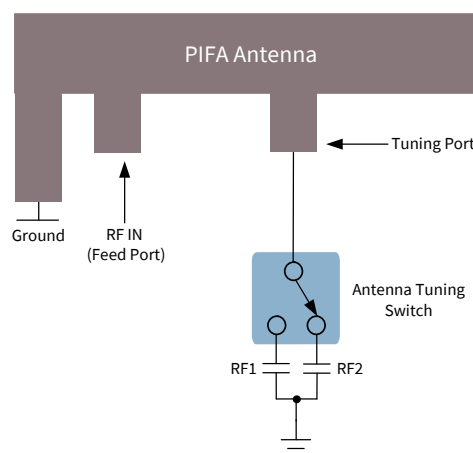 PIFA Antenna
Tuning Port
Ground
RF IN
(Feed Port)
Antenna Tuning
Switch
RF1
RF2